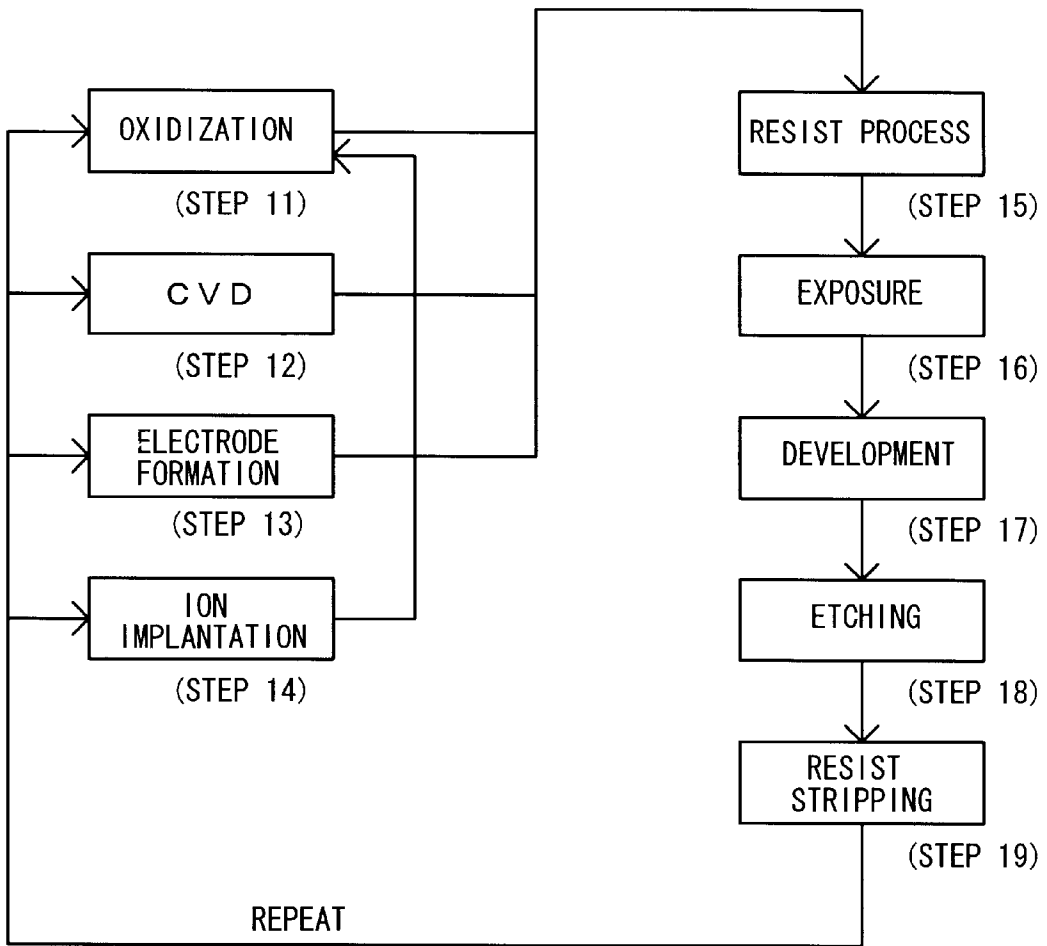 OXIDIZATION
(STEP 11)
CVD
(STEP 12)
ELECTRODE
FORMATION
(STEP 13)
ION
IMPLANTATION
(STEP 14)
RESIST PROCESS
(STEP 15)
EXPOSURE
(STEP 16)
DEVELOPMENT
(STEP 17)
ETCHING
(STEP 18)
RESIST
STRIPPING
(STEP 19)
REPEAT